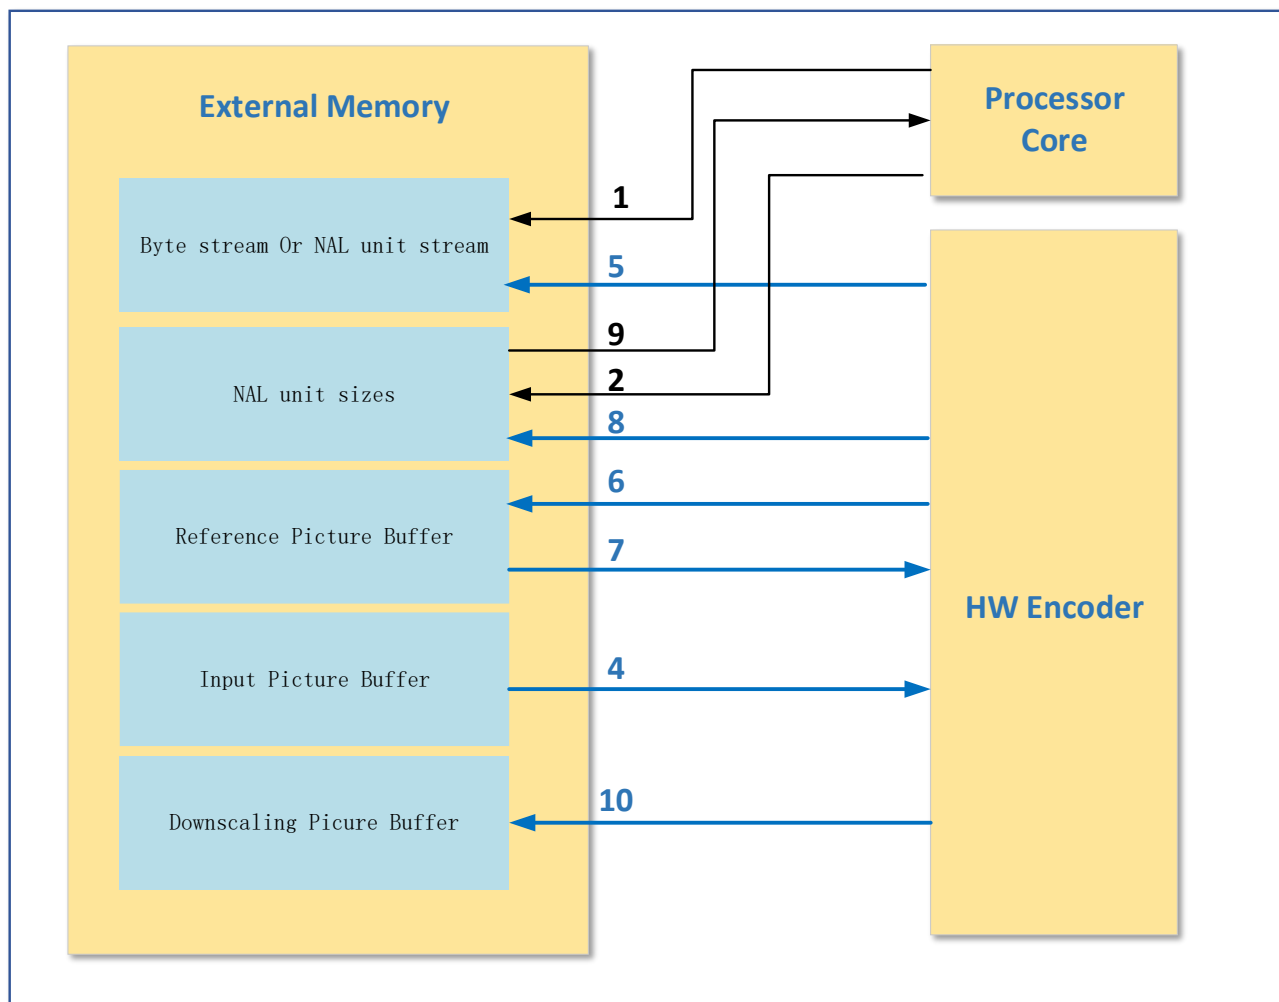 External Memory
Processor
Core
Byte stream Or NAL unit stream
1
5
NAL unit sizes
9
2
8
Reference Picture Buffer
6
7
HW Encoder
Input Picture Buffer
4
Downscaling Picure Buffer
10